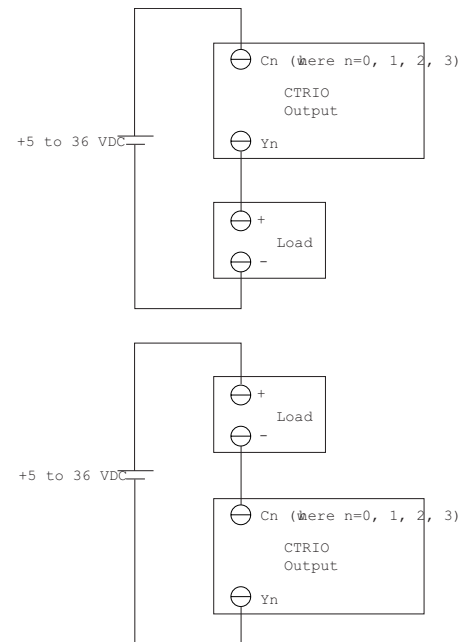 Cn (where n=0, 1, 2, 3)
CTRIO
Output
+5 to 36 VDC
Yn
+
Load
-
+
Load
-
+5 to 36 VDC
Cn (where n=0, 1, 2, 3)
CTRIO
Output
Yn